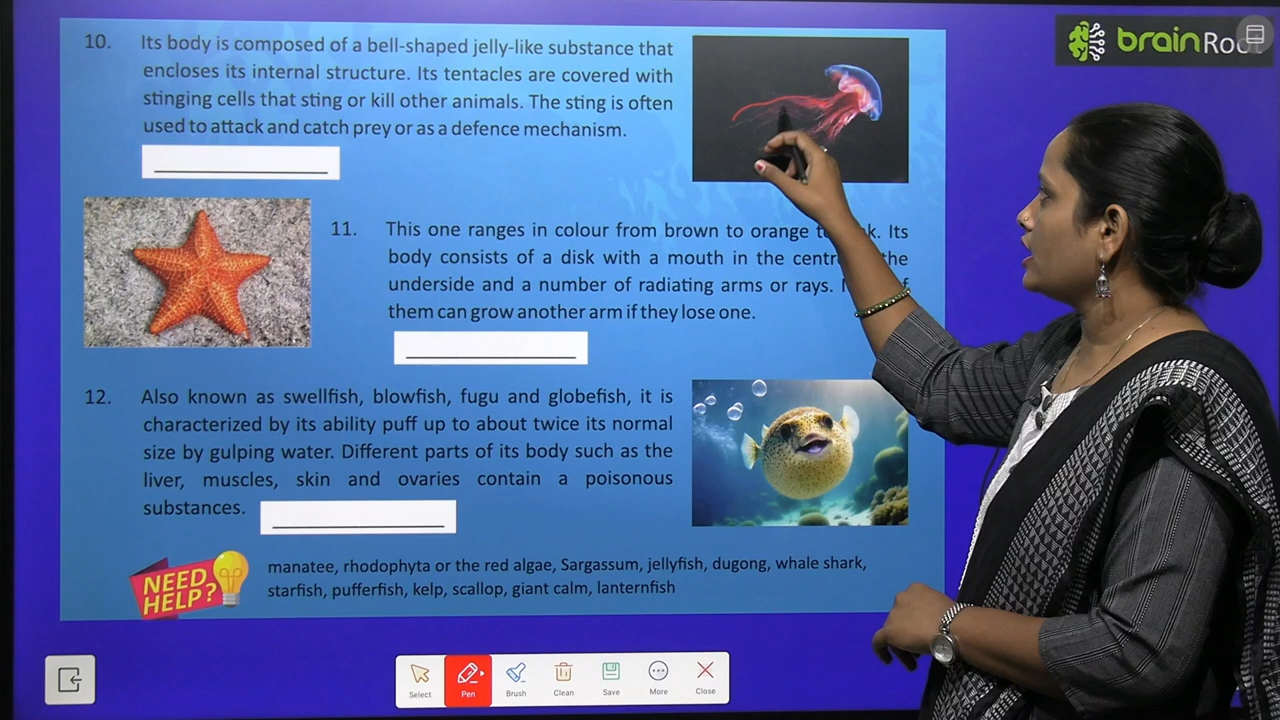 brainRoot
10. Its body is composed of a bell-shaped jelly-like substance that
encloses its internal structure. Its tentacles are covered with
stinging cells that sting or kill other animals. The sting is often
used to attack and catch prey or as a defence mechanism.
11. This one ranges in colour from brown to orange Its
body consists of a disk with a mouth in the the
underside and a number of radiating arms or rays.
them can grow another arm if they lose one.
12. Also known as swellfish, blowfish, fugu and globefish, it is
characterized by its ability puff up to about twice its normal
size by gulping water. Different parts of its body such as the
liver, muscles, skin and ovaries contain a poisonous
substances.
NEED
HELP?
manatee, rhodophyta or the red algae, Sargassum, jellyfish, dugong, whale shark,
starfish, pufferfish, kelp, scallop, giant calm, lanternfish
Select Pen Brush Clean Save More Close